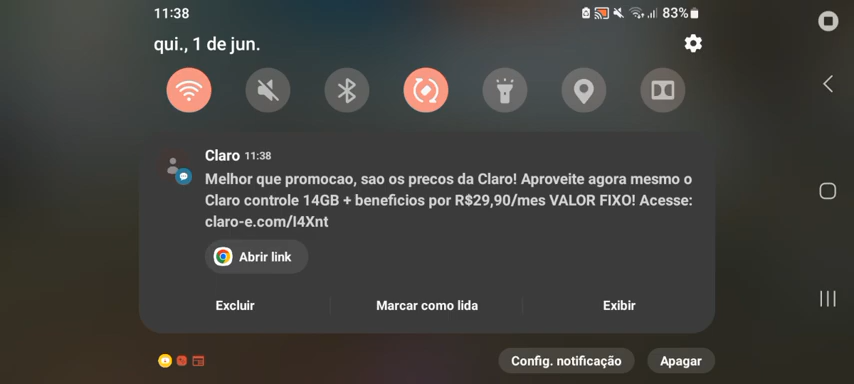 11:38
83%
qui., 1 de jun.
Claro 11:38
Melhor que promocao, sao os precos da Claro! Aproveite agora mesmo o
Claro controle 14GB + beneficios por R$29,90/mes VALOR FIXO! Acesse:
claro-e.com/I4Xnt
Abrir link
Excluir
Marcar como lida
Exibir
Config. notificação
Apagar